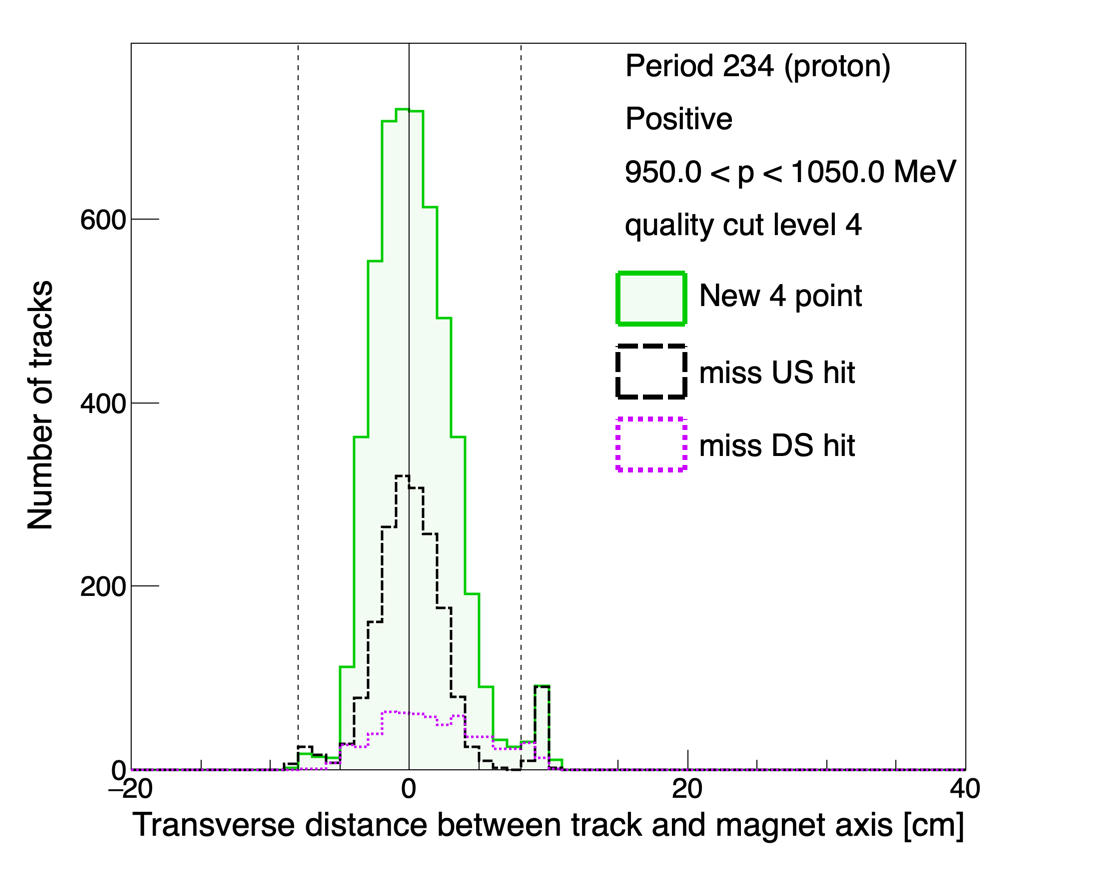 Period 234 (proton)
Positive
950.0 < p < 1050.0 MeV
quality cut level 4
New 4 point
miss US hit
miss DS hit
Number of tracks
600
400
200
0
−20
0
20
40
Transverse distance between track and magnet axis [cm]